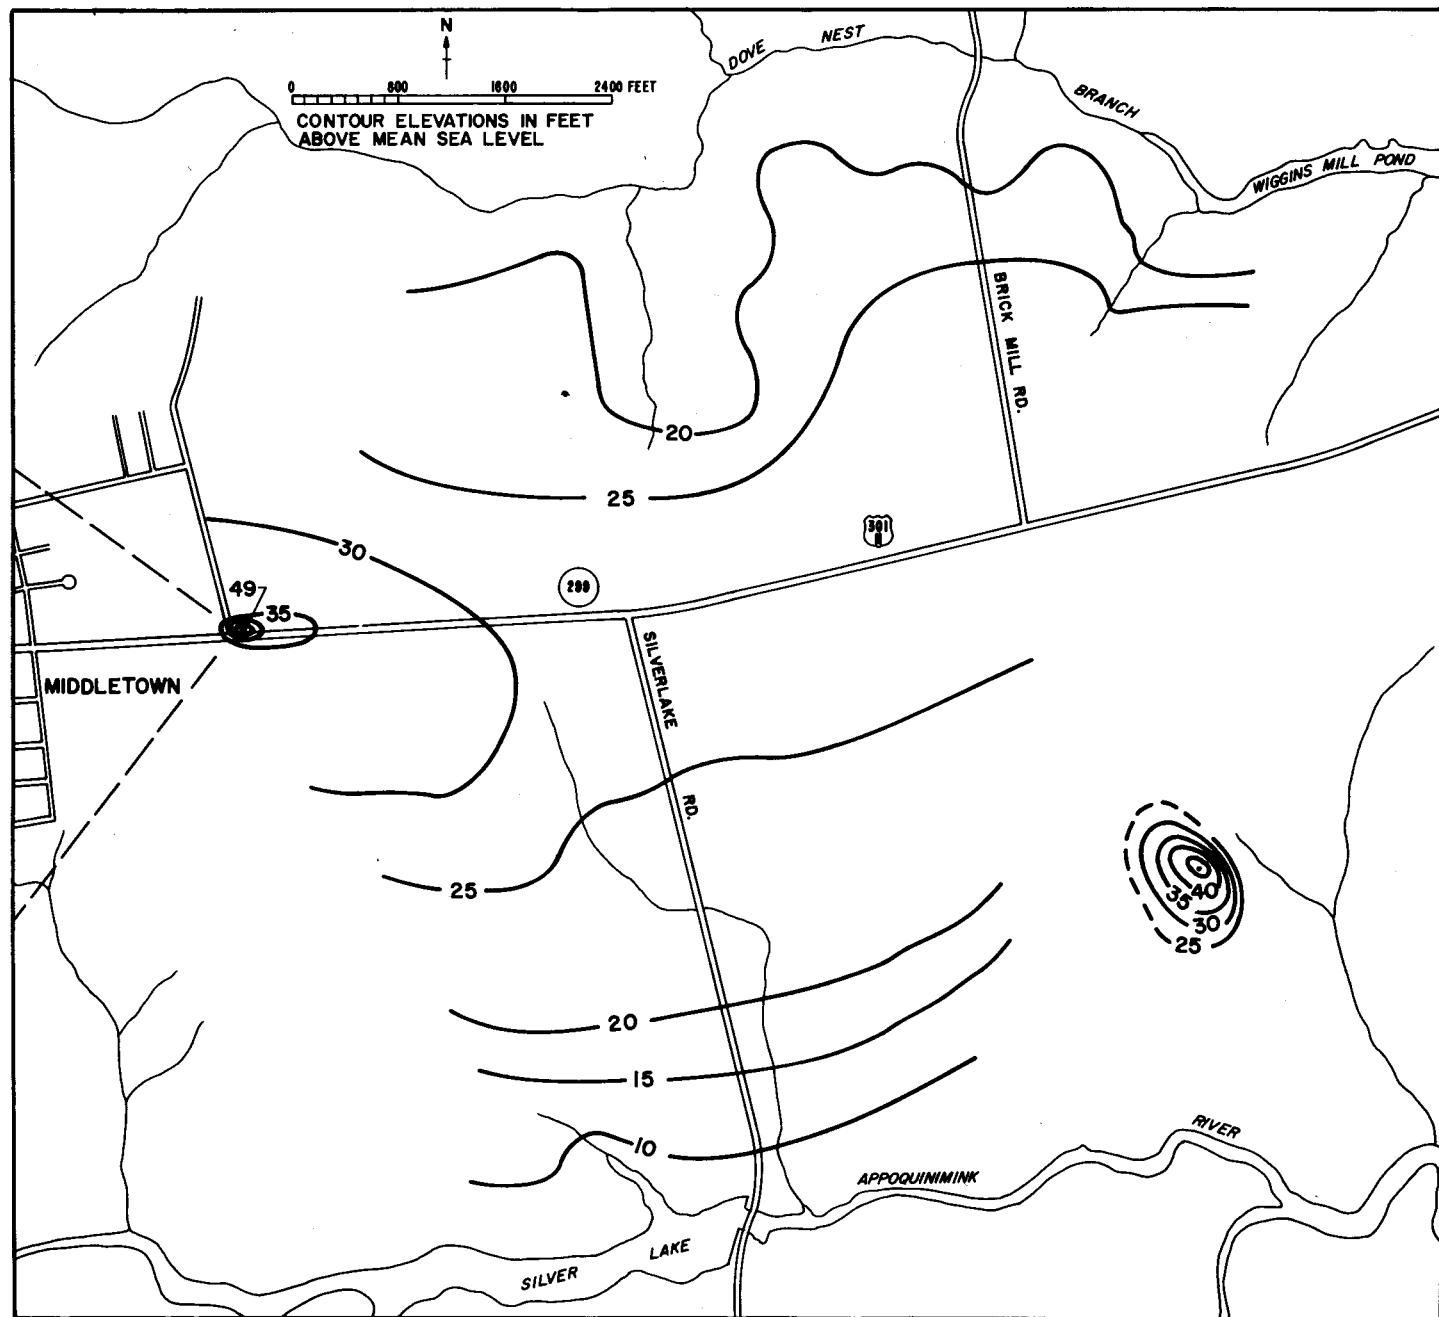 N
DOVE NEST
BRANCH
0 800 1600 2400 FEET
CONTOUR ELEVATIONS IN FEET
ABOVE MEAN SEA LEVEL
WIGGINS MILL POND
BRICK MILL RD.
20
25
301
30
299
49
35
SILVERLAKE RD.
MIDDLETOWN
25
40
35
30
25
20
15
10
RIVER
APPOQUINIMINK
SILVER LAKE